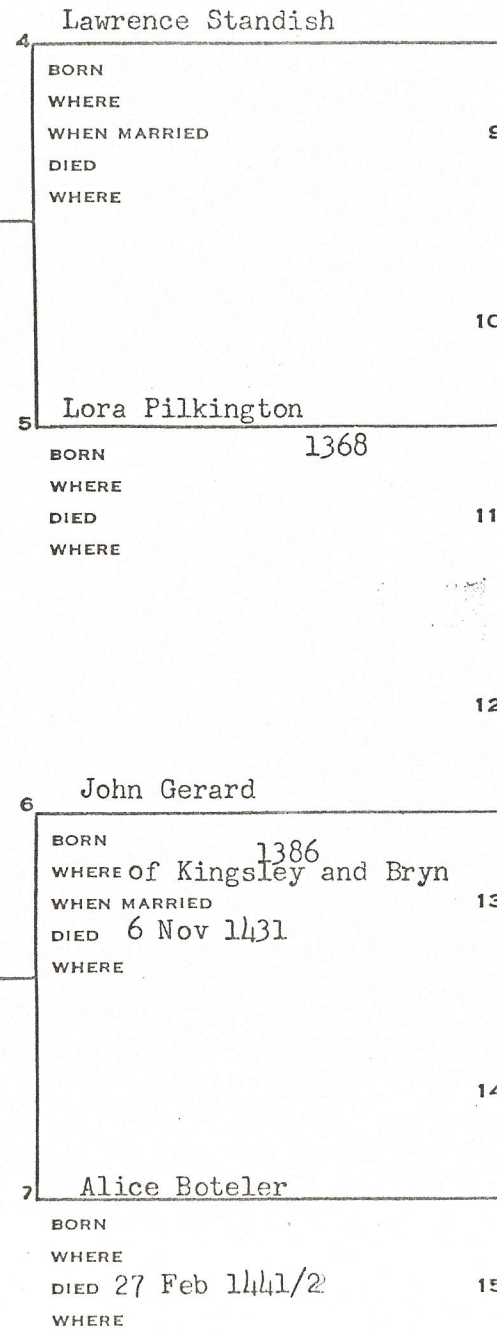 Lawrence Standish
4
BORN
WHERE
WHEN MARRIED
9
DIED
WHERE
10
Lora Pilkington
5
BORN 1368
WHERE
DIED
11
WHERE
12
John Gerard
6
BORN 1386
WHERE of Kingsley and Bryn
WHEN MARRIED
13
DIED 6 Nov 1431
WHERE
14
Alice Boteler
7
BORN
WHERE
DIED 27 Feb 1441/2
15
WHERE